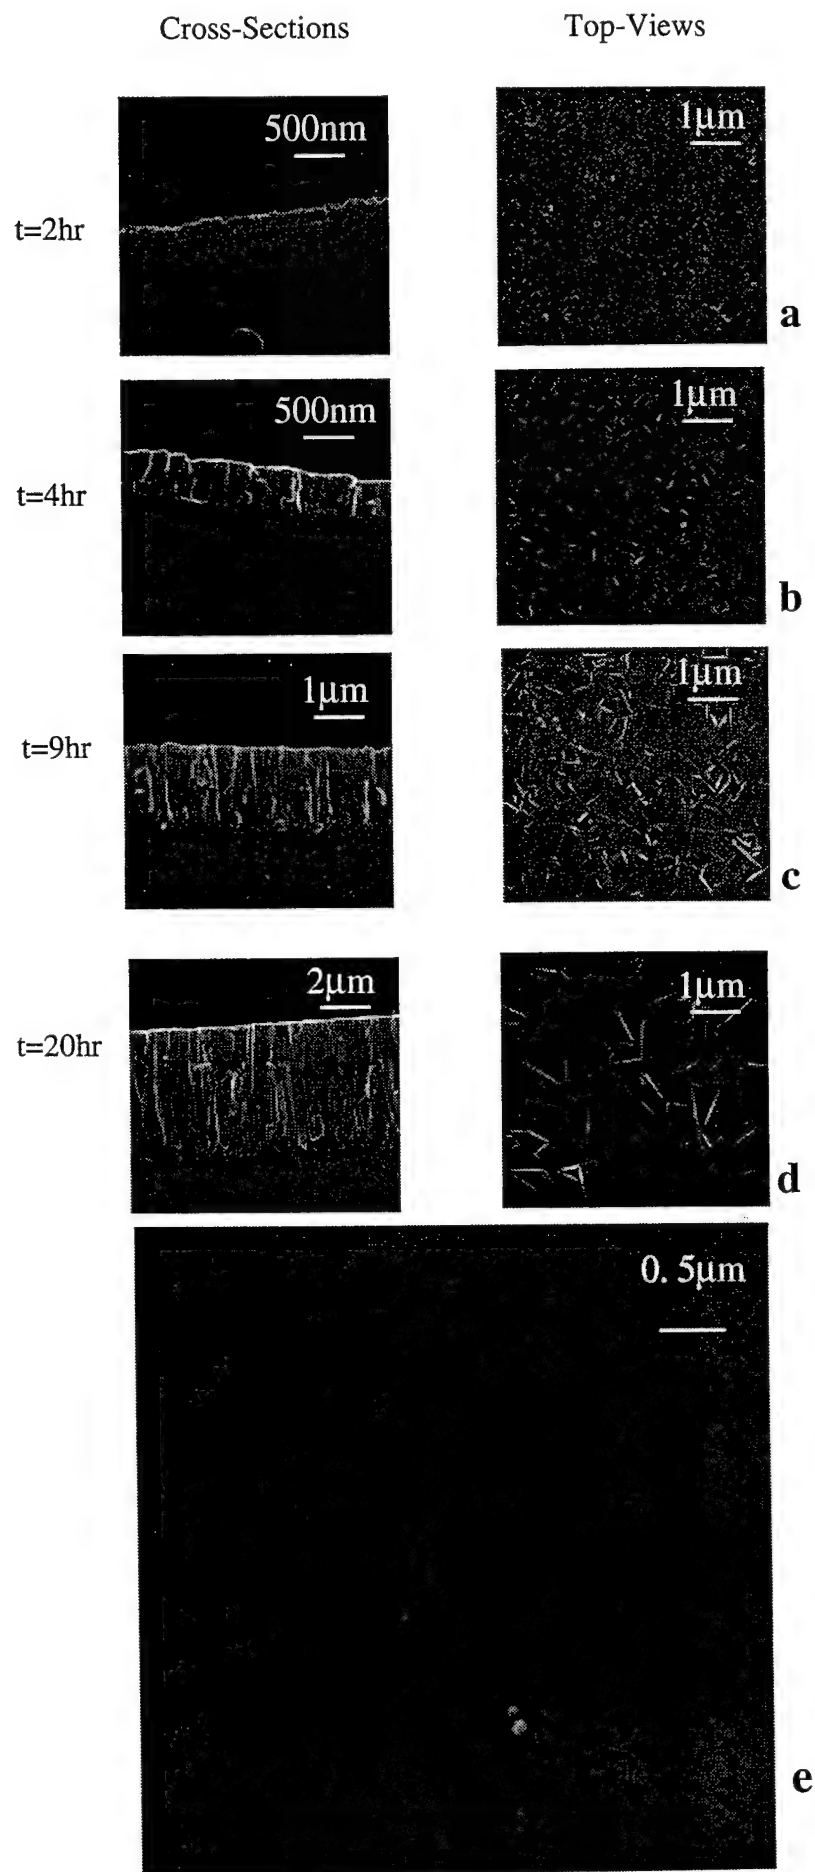 Cross-Sections Top-Views
500nm 1μm
t=2hr
a
500nm 1μm
t=4hr
b
1μm 1μm
t=9hr
c
2μm 1μm
t=20hr
d
0. 5μm
e